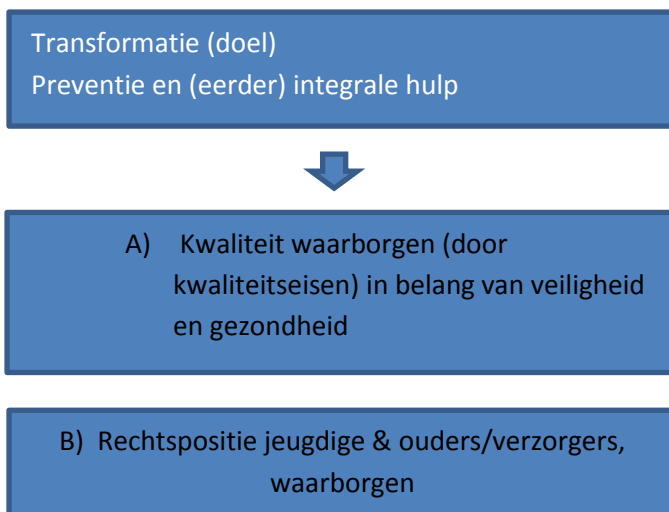 Transformatie (doel)
Preventie en (eerder) integrale hulp
A) Kwaliteit waarborgen (door
kwaliteitseisen) in belang van veiligheid
en gezondheid
B) Rechtspositie jeugdige & ouders/verzorgers,
waarborgen